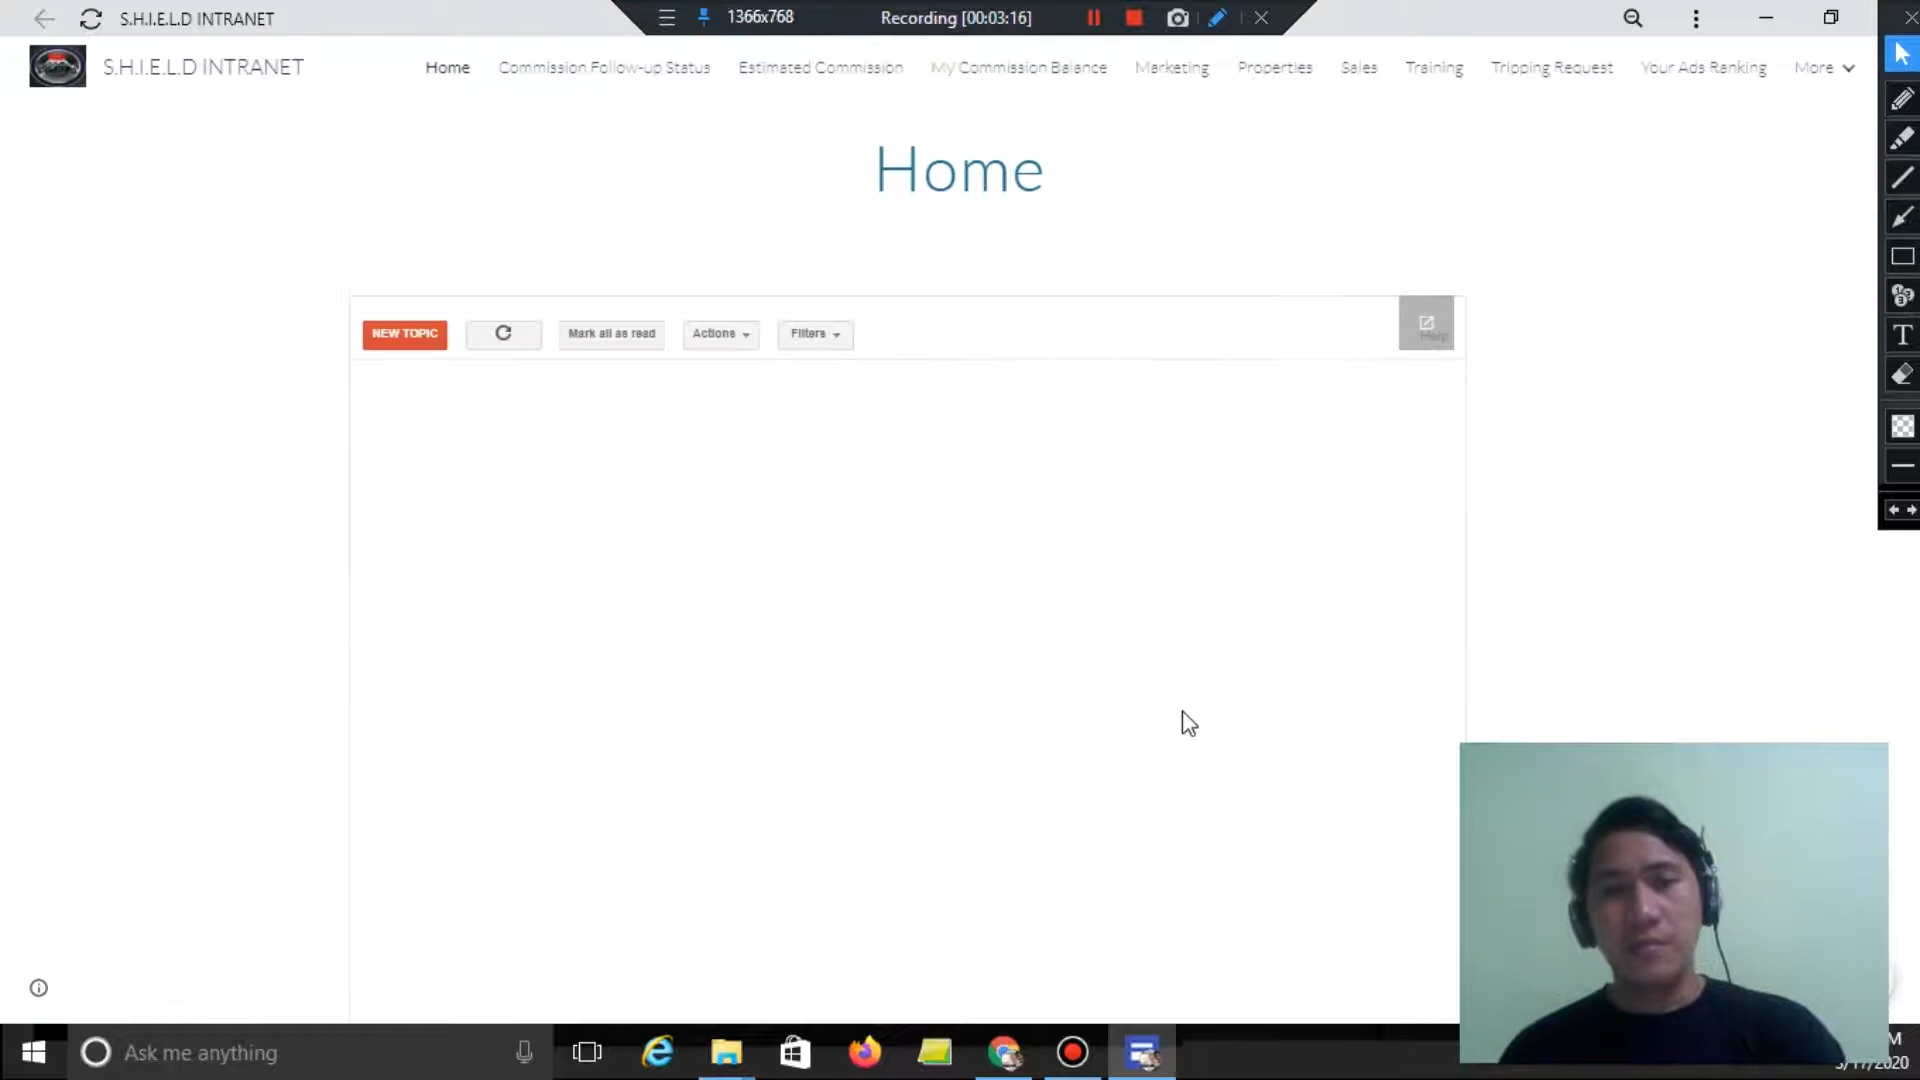 S.H.I.E.L.D INTRANET
1366x768
Recording [00:03:16]
S.H.I.E.L.D INTRANET
Home
Commission Follow-up Status
Estimated Commission
My Commission Balance
Marketing
Properties
Sales
Training
Tripping Request
Your Ads Ranking
More
Home
NEW TOPIC
Mark all as read
Actions
Filters
Help
T
Ask me anything
M